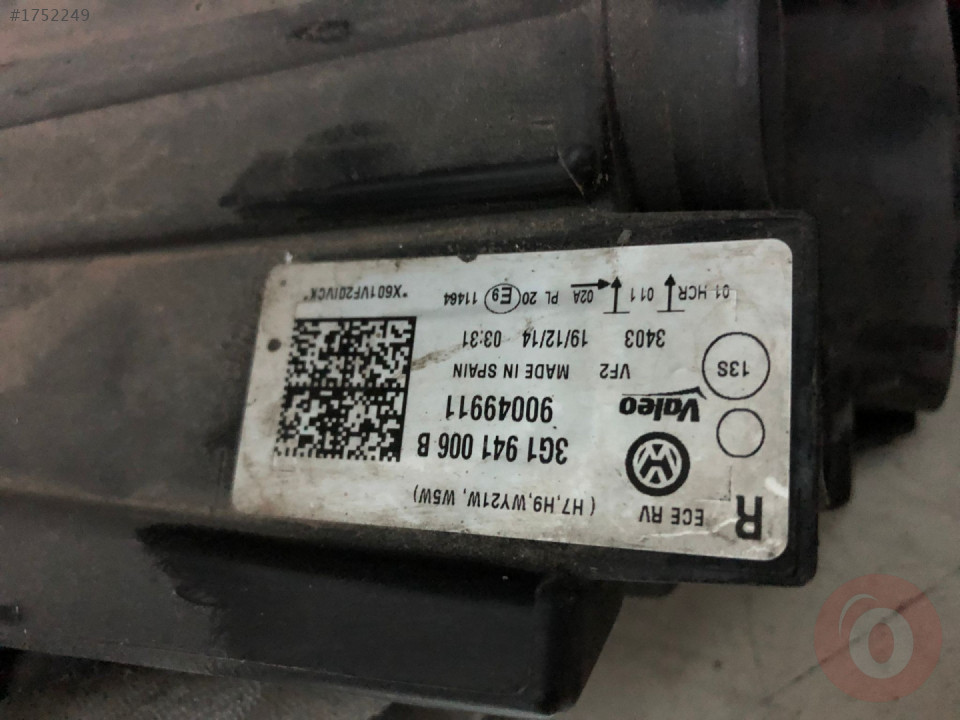 #1752249
R
ECE RV
( H7,H9,WY21W, W5W)
3G1 941 006 B
90049911
Valeo
VF2 MADE IN SPAIN
13S
3403 19/12/14 03:31
01 HCR 011 02A PL 20 E9 11464
*X601VF201VCX*